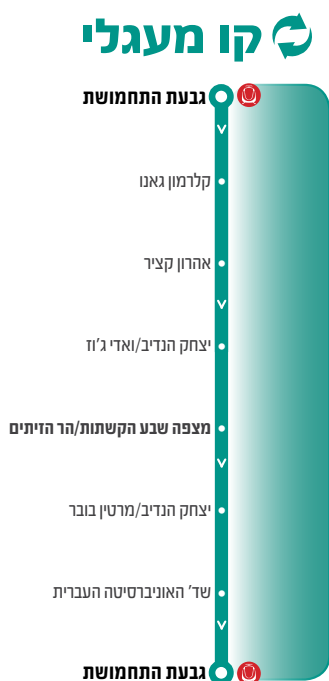 קו מעגלי
גבעת התחמושת
קלרמון גאנו
אהרון קציר
יצחק הנדיב/ואדי ג'וז
מצפה שבע הקשתות/הר הזיתים
יצחק הנדיב/מרטין בובר
שד' האוניברסיטה העברית
גבעת התחמושת